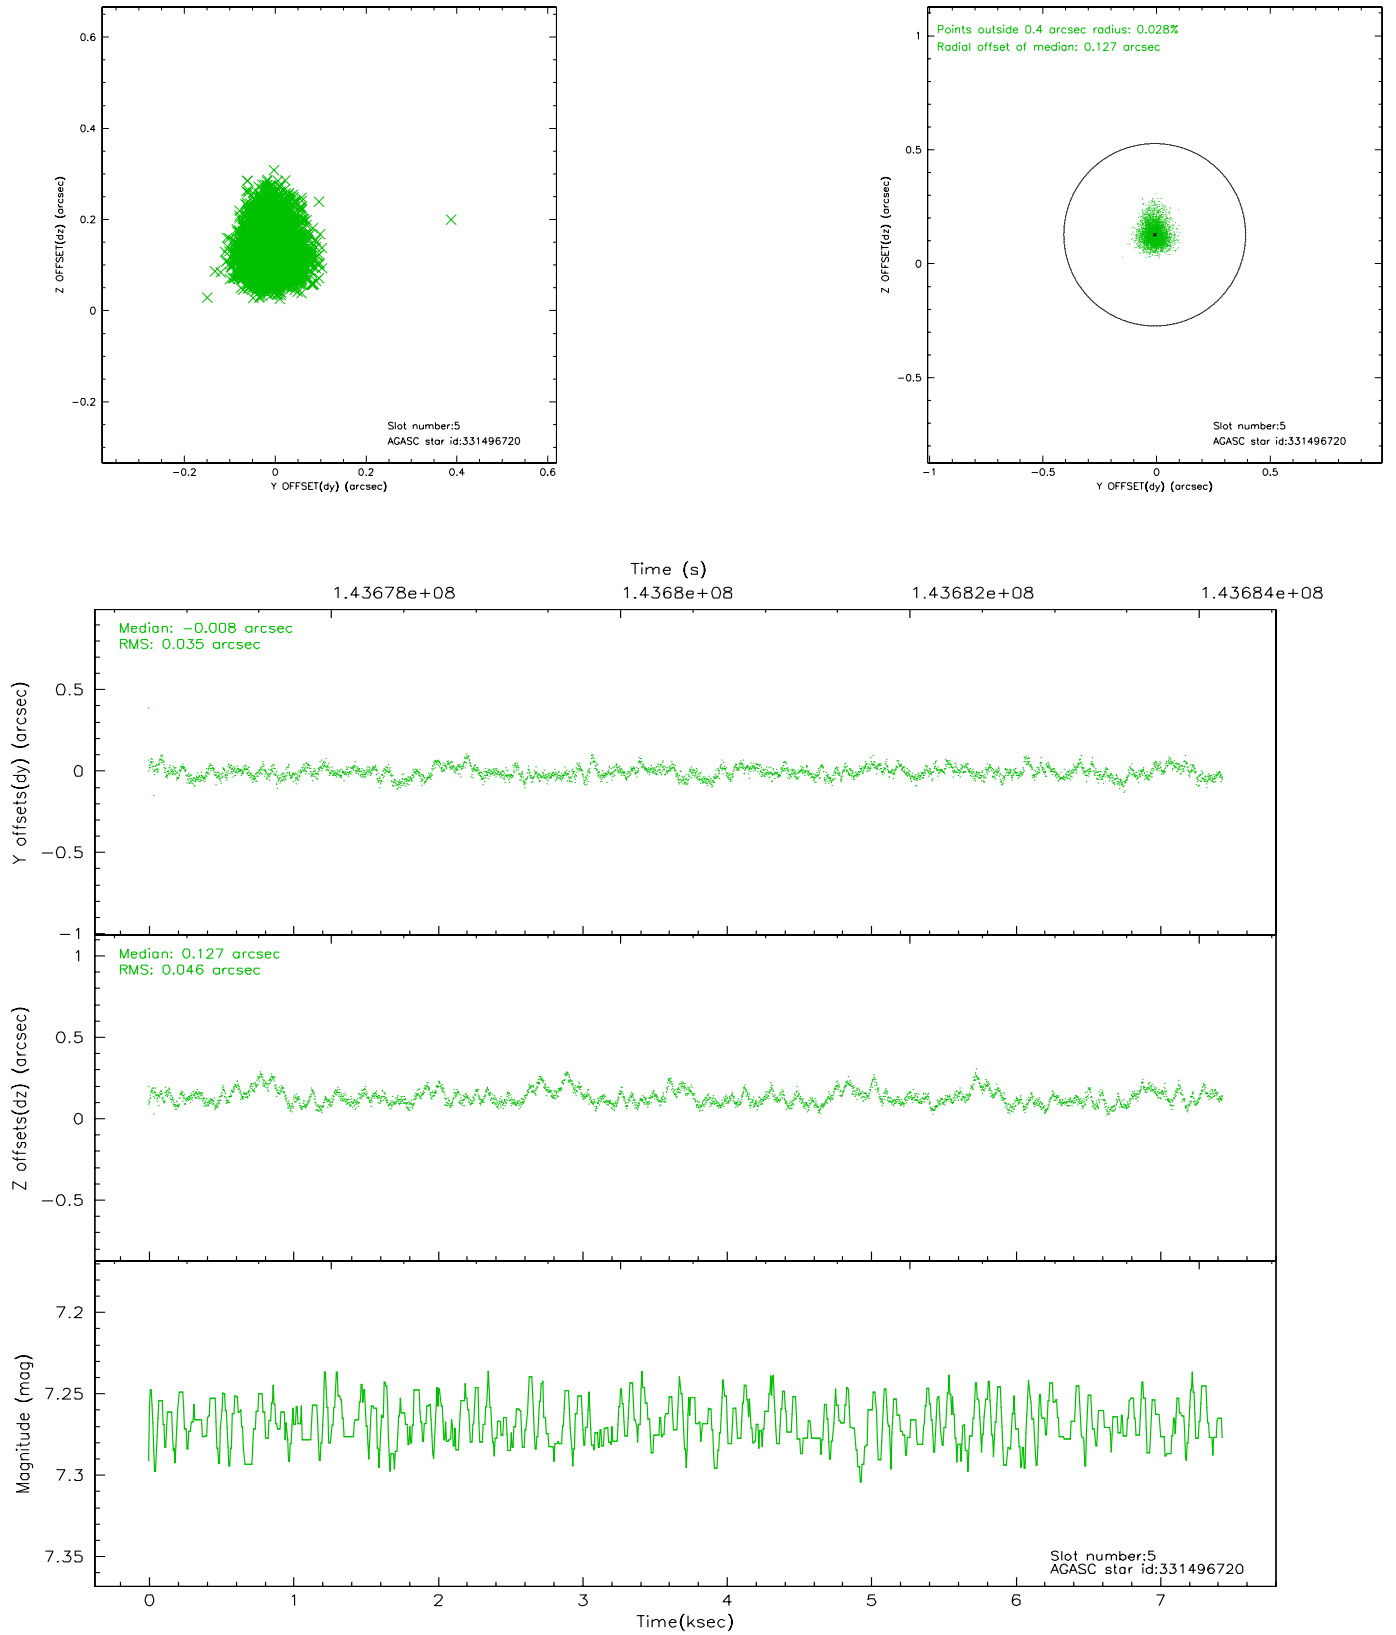 0.6
0.4
0.2
0
−0.2
Z OFFSET(dz) (arcsec)
Slot number:5
AGASC star id:331496720
−0.2 0 0.2 0.4 0.6
Y OFFSET(dy) (arcsec)
Points outside 0.4 arcsec radius: 0.028%
Radial offset of median: 0.127 arcsec
1
0.5
0
−0.5
Z OFFSET(dz) (arcsec)
Slot number:5
AGASC star id:331496720
−1 −0.5 0 0.5
Y OFFSET(dy) (arcsec)
Time (s)
1.43678e+08 1.4368e+08 1.43682e+08 1.43684e+08
Median: −0.008 arcsec
RMS: 0.035 arcsec
0.5
0
−0.5
−1
Y offsets(dy) (arcsec)
Median: 0.127 arcsec
RMS: 0.046 arcsec
1
0.5
0
−0.5
Z offsets(dz) (arcsec)
7.2
7.25
7.3
7.35
Magnitude (mag)
Slot number:5
AGASC star id:331496720
0 1 2 3 4 5 6 7
Time(ksec)